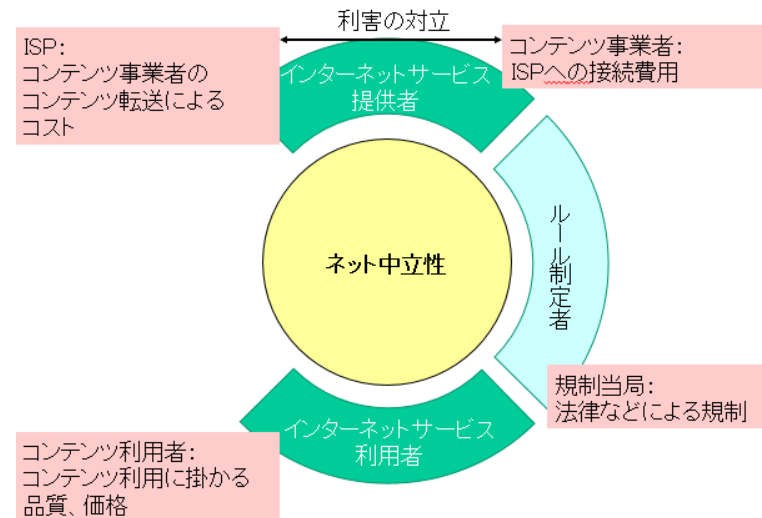 利害の対立
ISP：
コンテンツ事業者の
コンテンツ転送による
コスト
コンテンツ事業者：
ISPへの接続費用
インターネットサービス
提供者
ネット中立性
ルール制定者
規制当局：
法律などによる規制
インターネットサービス
利用者
コンテンツ利用者：
コンテンツ利用に掛かる
品質、価格